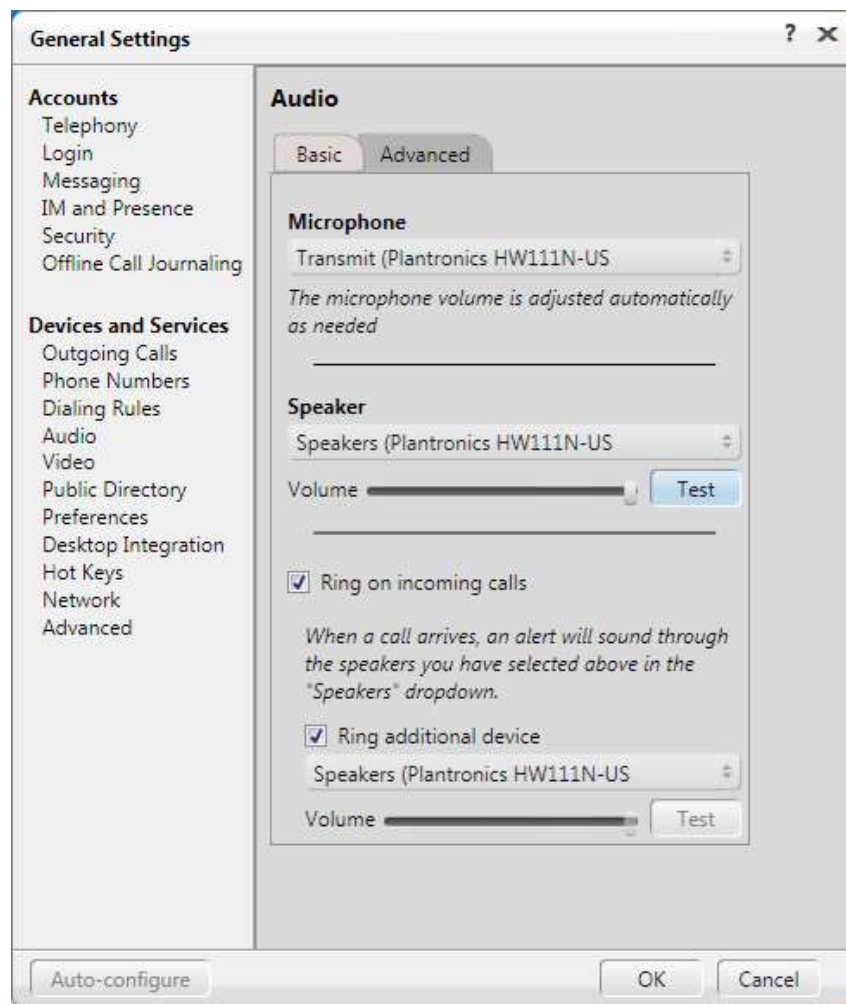 General Settings
?
Accounts
Telephony
Login
Messaging
IM and Presence
Security
Offline Call Journaling
Devices and Services
Outgoing Calls
Phone Numbers
Dialing Rules
Audio
Video
Public Directory
Preferences
Desktop Integration
Hot Keys
Network
Advanced
Audio
Basic Advanced
Microphone
Transmit (Plantronics HW111N-US
The microphone volume is adjusted automatically
as needed
Speaker
Speakers (Plantronics HW111N-US
Volume Test
Ring on incoming calls
When a call arrives, an alert will sound through
the speakers you have selected above in the
"Speakers" dropdown.
Ring additional device
Speakers (Plantronics HW111N-US
Volume Test
Auto-configure OK Cancel